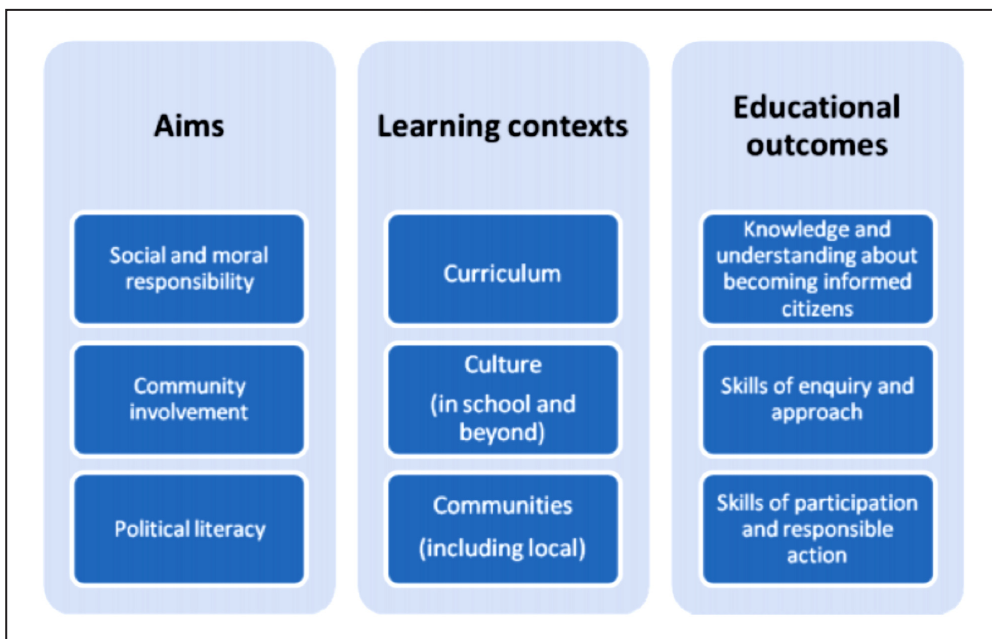 Aims
Social and moral
responsibility
Community
involvement
Political literacy
Learning contexts
Curriculum
Culture
(in school and
beyond)
Communities
(including local)
Educational
outcomes
Knowledge and
understanding about
becoming informed
citizens
Skills of enquiry and
approach
Skills of participation
and responsible
action